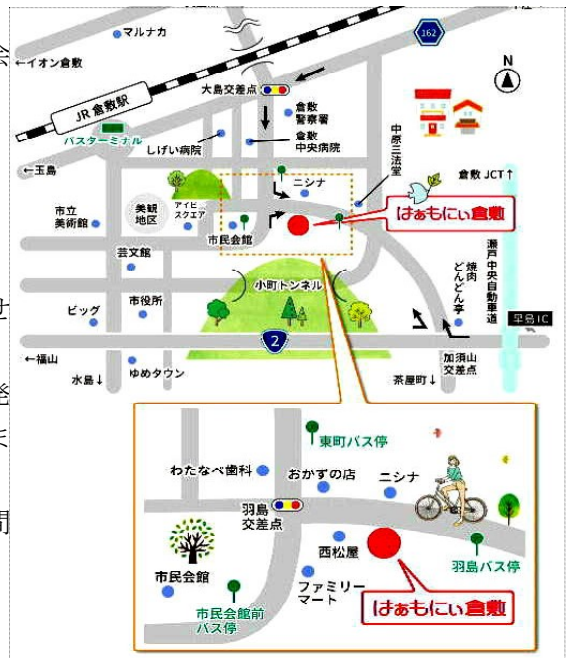 マルナカ
162
会
←イオン倉敷
N
JR 倉敷駅
大島交差点
倉敷
警察署
バスターミナル
しげい病院
倉敷
中央病院
中原三法堂
←玉島
倉敷 JCT↑
ニシナ
はぁもにぃ倉敷
市立
美術館
美観
地区
アイビー
スクエア
市民会館
芸文館
瀬戸中央自動車道
焼肉
どんどん亭
小町トンネル
せ
ビッグ
市役所
早島IC
2
←福山
ゆめタウン
加須山
交差点
水島↓
茶屋町↓
発
東町バス停
わたなべ歯科
おかずの店
ニシナ
羽島
交差点
間
西松屋
羽島バス停
市民会館
ファミリー
マート
はぁもにぃ倉敷
市民会館前
バス停